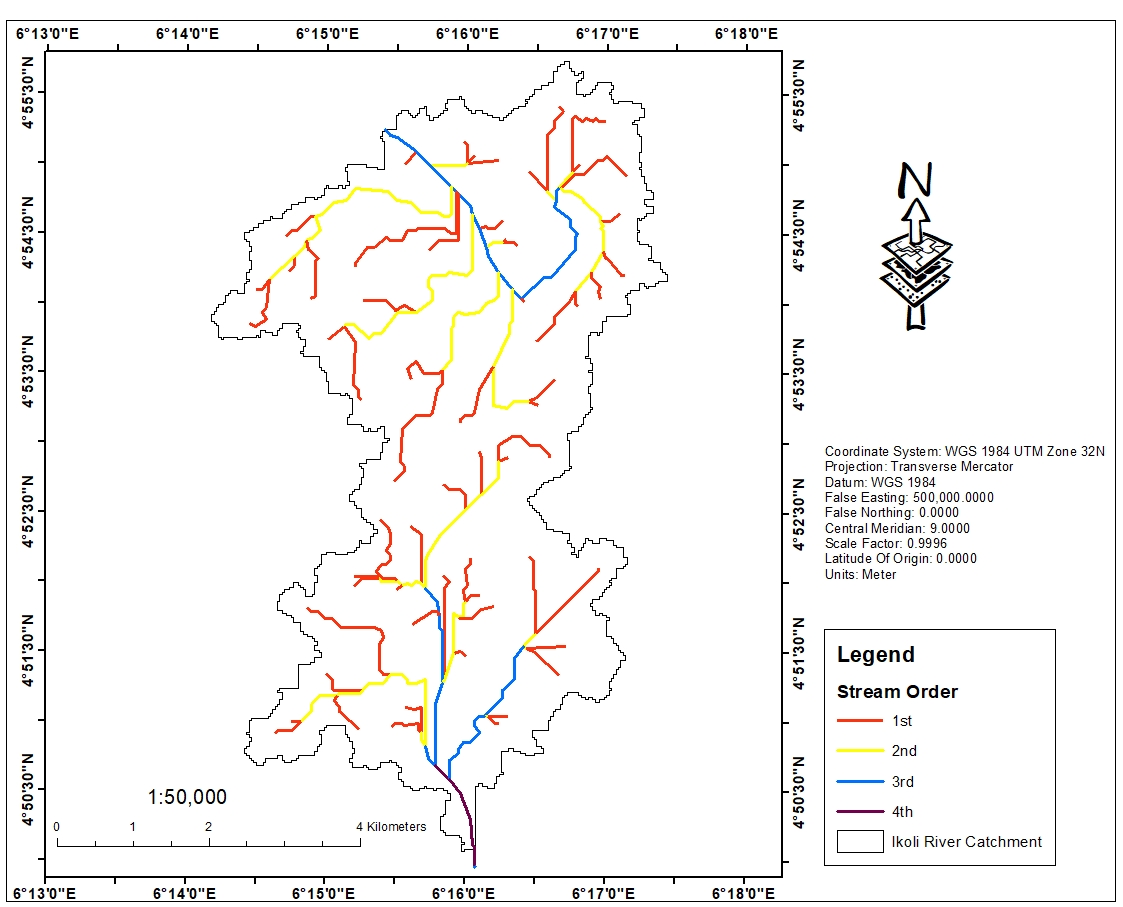 6°13'0"E 6°14'0"E 6°15'0"E 6°16'0"E 6°17'0"E 6°18'0"E
4°55'30"N 4°55'30"N
4°54'30"N 4°54'30"N
4°53'30"N 4°53'30"N
4°52'30"N 4°52'30"N
4°51'30"N 4°51'30"N
4°50'30"N 4°50'30"N
N
Coordinate System: WGS 1984 UTM Zone 32N
Projection: Transverse Mercator
Datum: WGS 1984
False Easting: 500,000.0000
False Northing: 0.0000
Central Meridian: 9.0000
Scale Factor: 0.9996
Latitude Of Origin: 0.0000
Units: Meter
Legend
Stream Order
1st
2nd
3rd
4th
Ikoli River Catchment
1:50,000
0 1 2 4 Kilometers
6°13'0"E 6°14'0"E 6°15'0"E 6°16'0"E 6°17'0"E 6°18'0"E